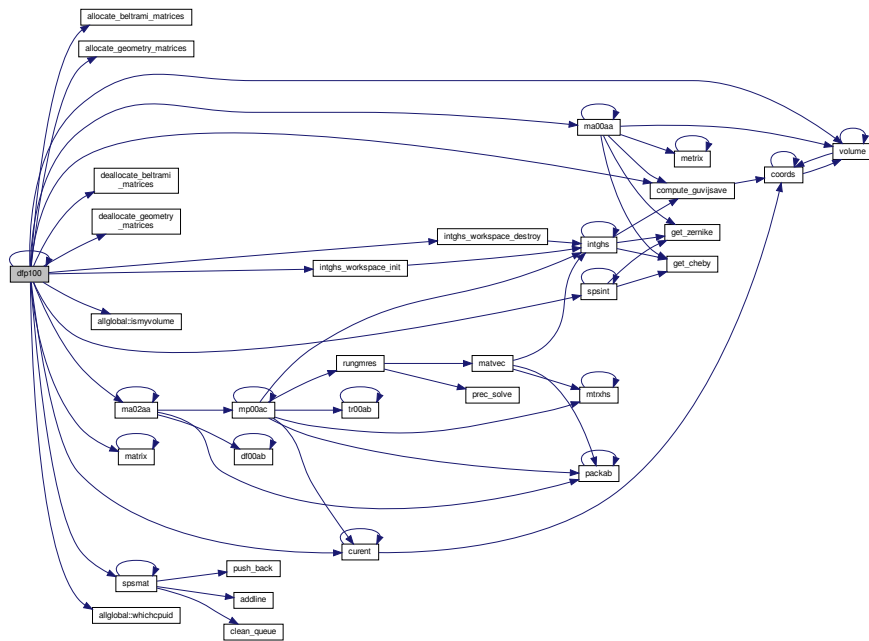 allocate_beltrami_matrices
allocate_geometry_matrices
ma00aa
volume
metrix
coords
deallocate_beltrami
_matrices
compute_guvijsave
deallocate_geometry
_matrices
intghs_workspace_destroy
get_zernike
intghs
dfp100
intghs_workspace_init
get_cheby
spsint
allglobal::ismyvolume
rungmres
matvec
prec_solve
mtrxhs
ma02aa
mp00ac
tr00ab
matrix
df00ab
packab
curent
push_back
spsmat
addline
allglobal::whichcpuid
clean_queue